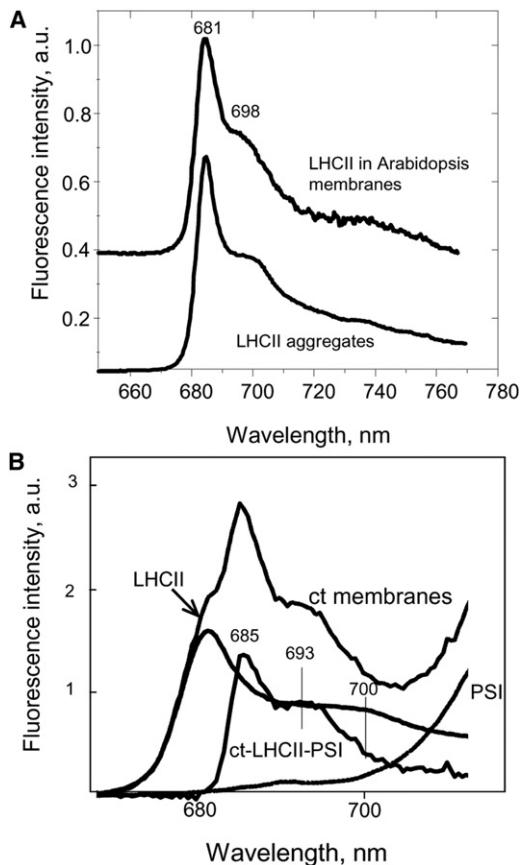 A
Fluorescence intensity, a.u.
1.0
0.8
0.6
0.4
0.2
681
698
LHCII in Arabidopsis
membranes
LHCII aggregates
660 680 700 720 740 760 780
Wavelength, nm
B
Fluorescence intensity, a.u.
3
2
1
LHCII
ct membranes
685
693
700
PSI
ct-LHCII-PSI
680 700
Wavelength, nm